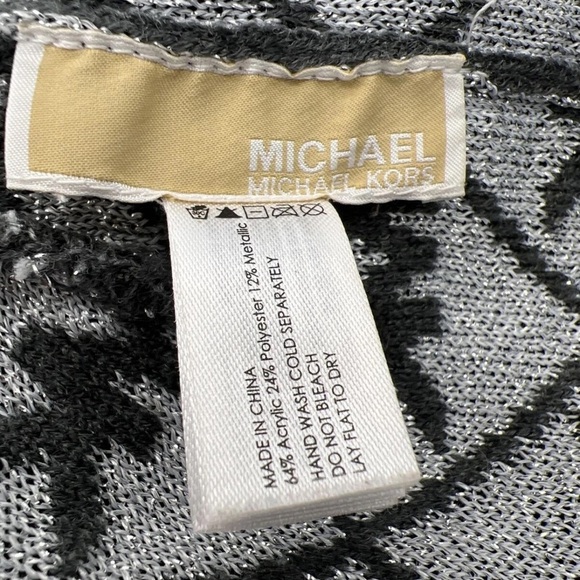 MICHAEL
MICHAEL KORS
MADE IN CHINA
64% Acrylic 24% Polyester 12% Metallic
HAND WASH COLD SEPARATELY
DO NOT BLEACH
LAY FLAT TO DRY